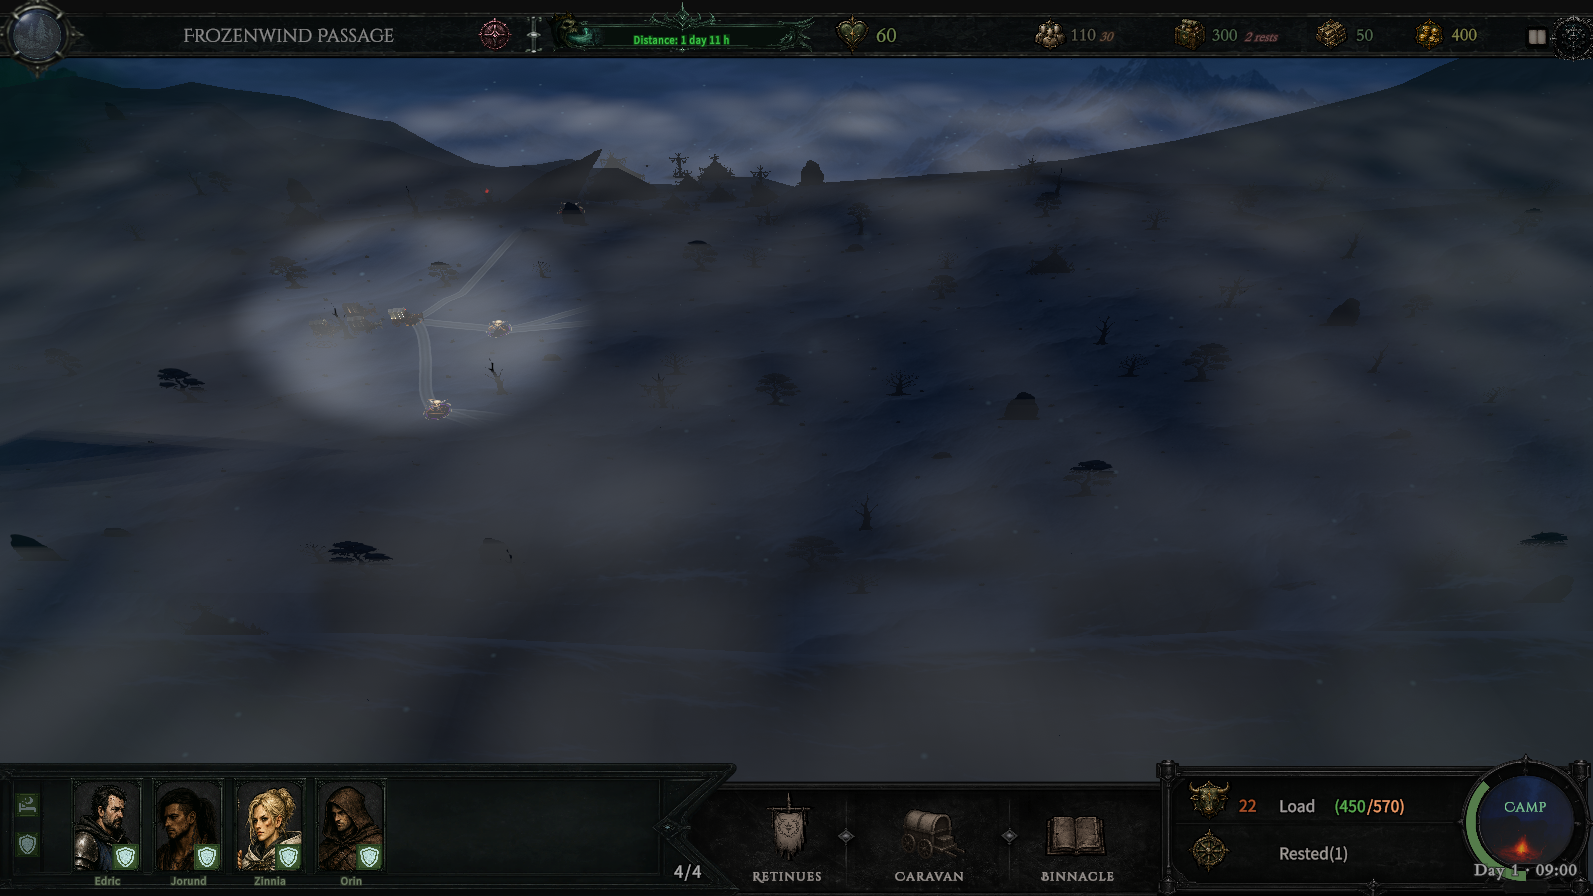 Frozenwind Passage
Distance: 1 day 11 h
60
110 30
300 2 rests
50
400
22 Load (450/570)
Rested(1)
Camp
Day 1 · 09:00
Edric
Jorund
Zinnia
Orin
4/4
Retinues
Caravan
Binnacle